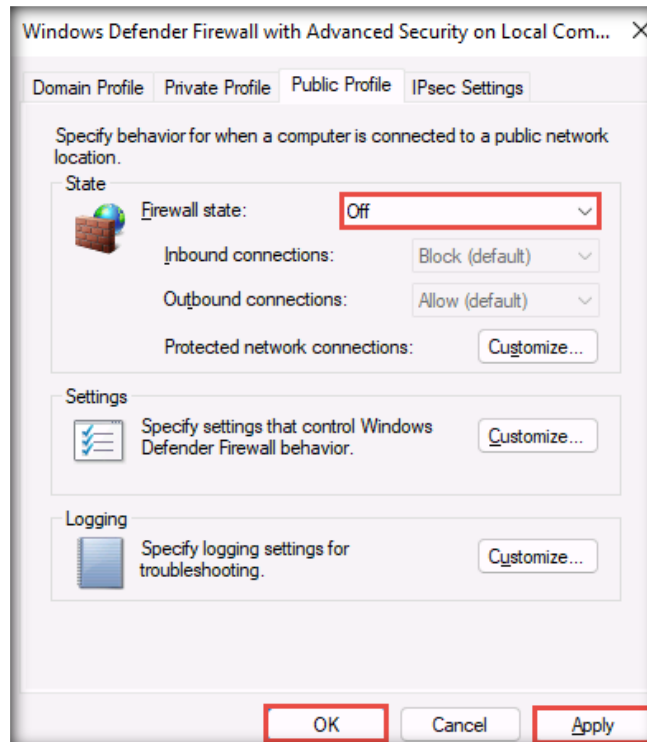 Windows Defender Firewall with Advanced Security on Local Com...
Domain Profile Private Profile Public Profile IPsec Settings
Specify behavior for when a computer is connected to a public network
location.
State
Firewall state: Off
Inbound connections: Block (default)
Outbound connections: Allow (default)
Protected network connections: Customize...
Settings
Specify settings that control Windows
Defender Firewall behavior.
Customize...
Logging
Specify logging settings for
troubleshooting.
Customize...
OK Cancel Apply